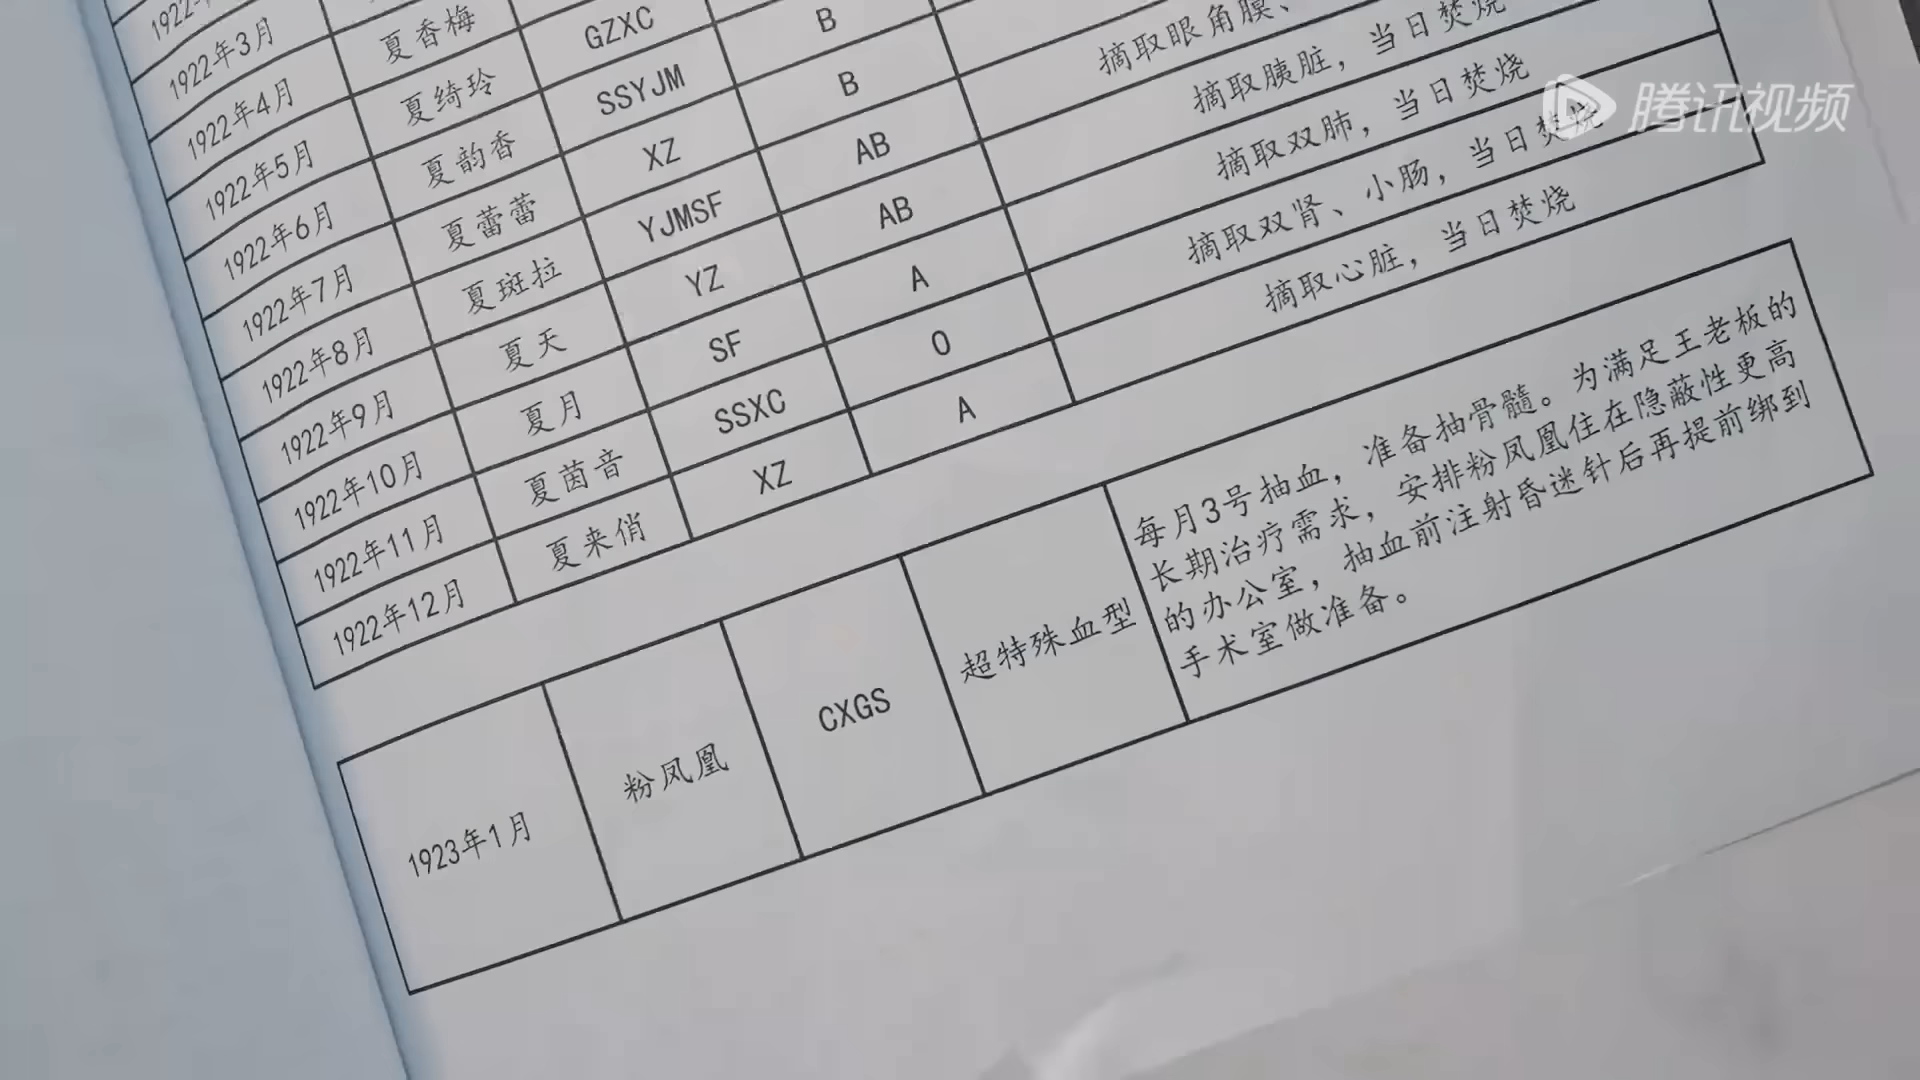 1922年3月
1922年4月 夏香梅
1922年5月 夏绮玲 GZXC
1922年6月 夏韵香 SSYJM B
1922年7月 夏蕾蕾 XZ B
1922年8月 夏斑拉 YJMSF AB 摘取眼角膜、
1922年9月 夏天 YZ AB 摘取胰脏，当日焚烧
1922年10月 夏月 SF A 摘取双肺，当日焚烧
1922年11月 夏茵音 SSXC O 摘取双肾、小肠，当日焚烧
1922年12月 夏来俏 XZ A 摘取心脏，当日焚烧
1923年1月 粉凤凰 CXGS 超特殊血型
每月3号抽血，准备抽骨髓。为满足王老板的
长期治疗需求，安排粉凤凰住在隐蔽性更高
的办公室，抽血前注射昏迷针后再提前绑到
手术室做准备。
腾讯视频